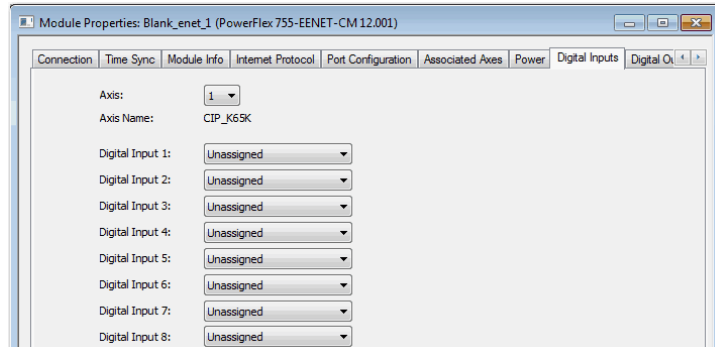 Module Properties: Blank_enet_1 (PowerFlex 755-EENET-CM 12.001)
Connection Time Sync Module Info Internet Protocol Port Configuration Associated Axes Power Digital Inputs Digital
Axis: 1
Axis Name: CIP_K65K
Digital Input 1: Unassigned
Digital Input 2: Unassigned
Digital Input 3: Unassigned
Digital Input 4: Unassigned
Digital Input 5: Unassigned
Digital Input 6: Unassigned
Digital Input 7: Unassigned
Digital Input 8: Unassigned